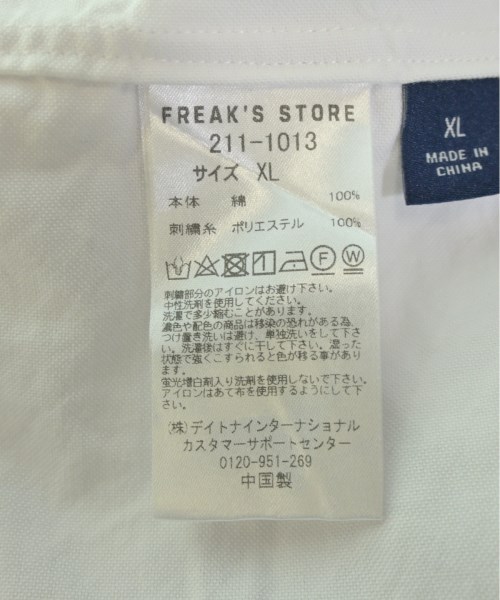 FREAK'S STORE
211-1013
サイズ XL
本体 綿 100%
刺繍糸 ポリエステル 100%
F W
刺繍部分のアイロンはお避け下さい。
中性洗剤を使用してください。
洗濯で多少縮むことがあります。
濃色や配色の商品は移染の恐れがある為、
つけ置き洗いは避け、単独洗いをして下さ
い。洗濯後はすぐに干して下さい。湿った
状態で強くこすられると色が移る事があり
ます。
蛍光増白剤入り洗剤を使用しないで下さい。
アイロンはあて布を使用するようにして下
さい。
(株)デイトナインターナショナル
カスタマーサポートセンター
0120-951-269
中国製
XL
MADE IN
CHINA